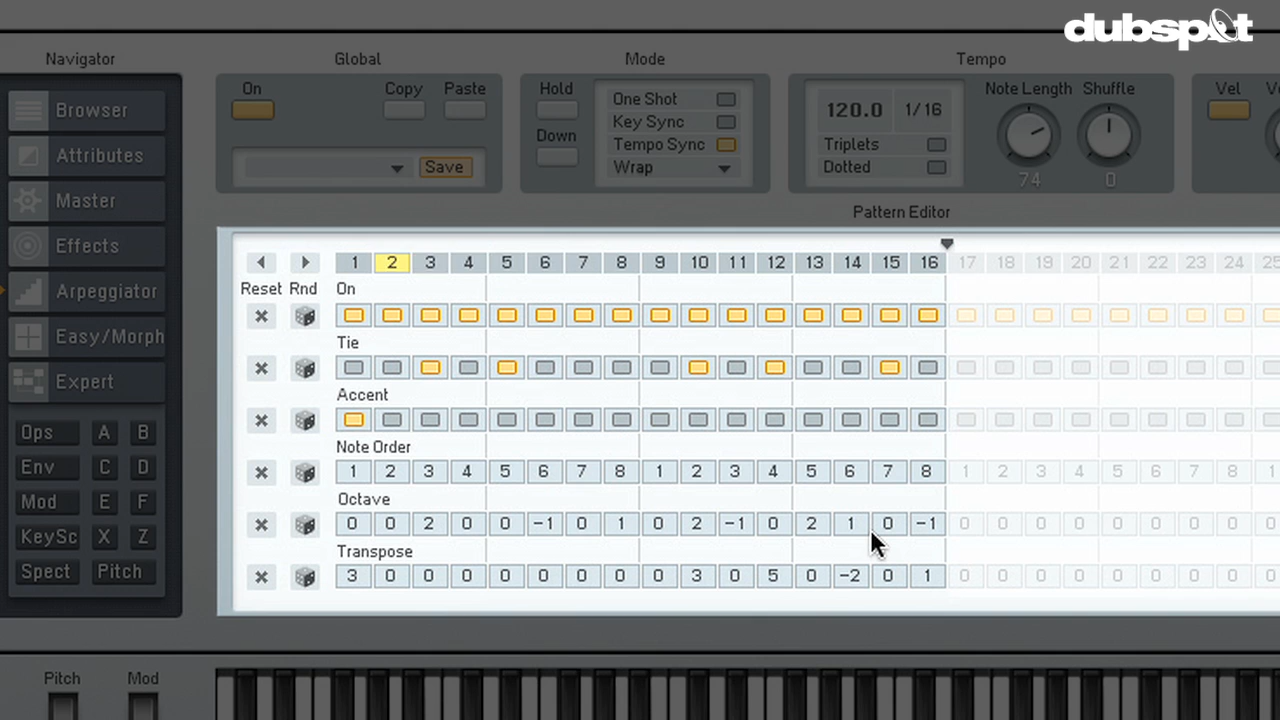 dubspot
Navigator Global Mode Tempo
On Copy Paste Hold One Shot 120.0 1/16 Note Length Shuffle Vel
Browser Key Sync
Attributes Down Tempo Sync Triplets
Save Wrap Dotted
Master 74 0
Pattern Editor
Effects
1 2 3 4 5 6 7 8 9 10 11 12 13 14 15 16 17 18 19 20 21 22 23 24 25
Arpeggiator Reset Rnd On
Easy/Morph Tie
Expert Accent
Ops A B Note Order
Env C D 1 2 3 4 5 6 7 8 1 2 3 4 5 6 7 8 1 2 3 4 5 6 7 8 1
Mod E F Octave
KeySc X Z 0 0 2 0 0 -1 0 1 0 2 -1 0 2 1 0 -1 0 0 0 0 0 0 0 0 0
Spect Pitch Transpose
3 0 0 0 0 0 0 0 0 3 0 5 0 -2 0 1 0 0 0 0 0 0 0 0 0
Pitch Mod